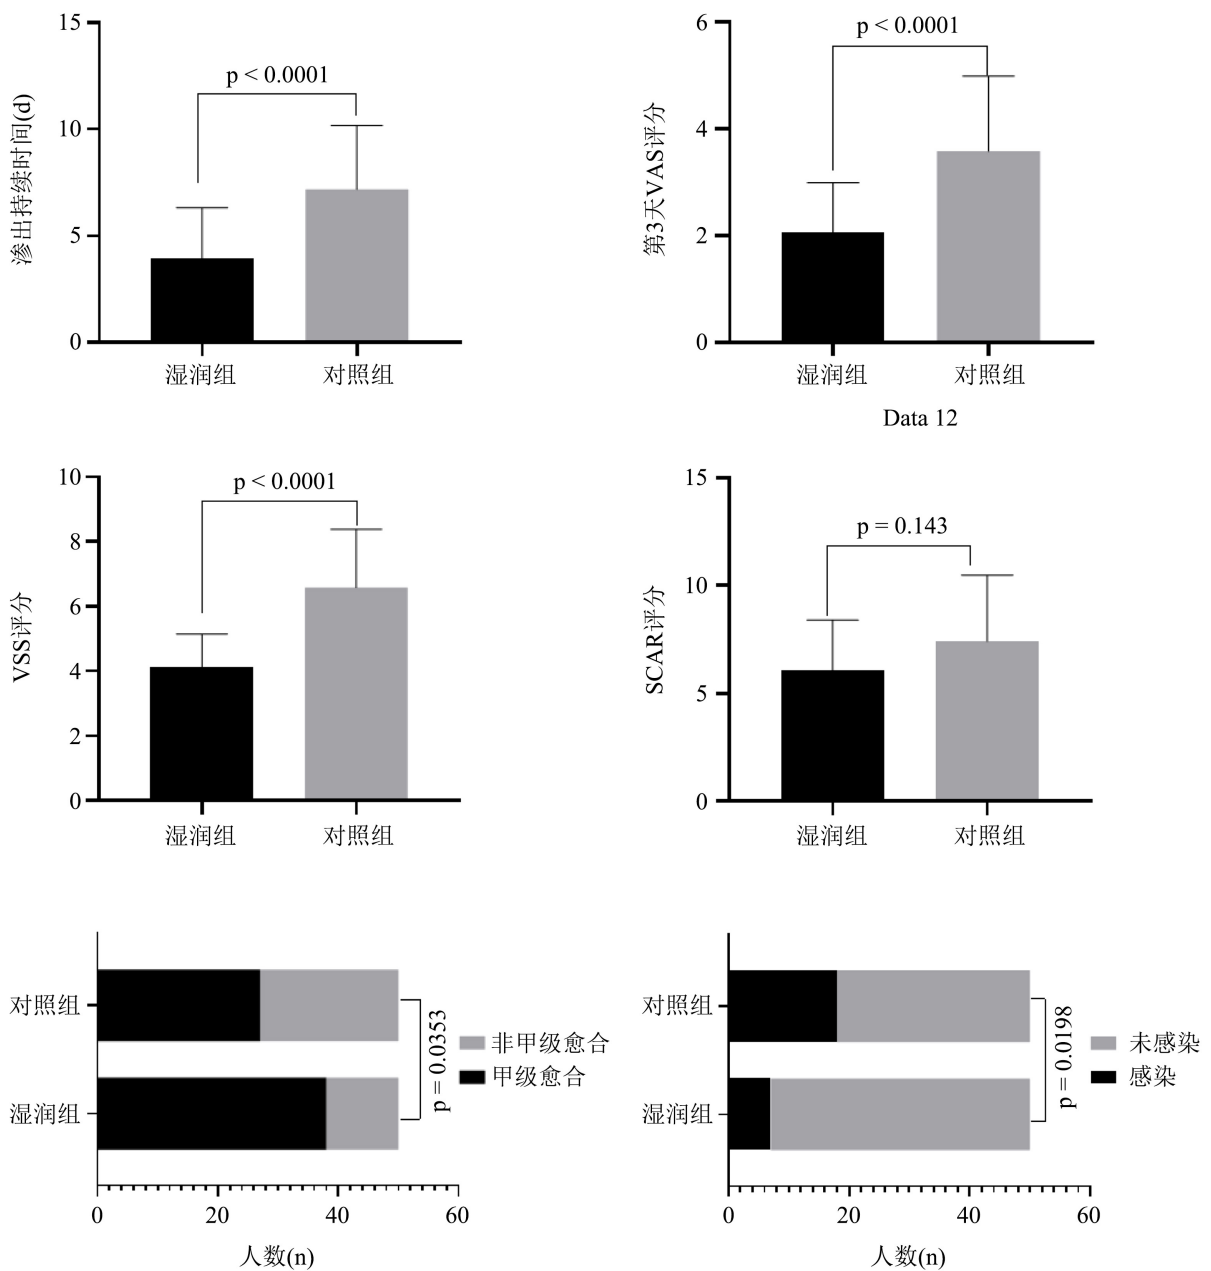 渗出持续时间(d)
15
10
5
0
p < 0.0001
湿润组
对照组
第3天VAS评分
6
4
2
0
p < 0.0001
湿润组
对照组
Data 12
VSS评分
10
8
6
4
2
0
p < 0.0001
湿润组
对照组
SCAR评分
15
10
5
0
p = 0.143
湿润组
对照组
对照组
湿润组
p = 0.0353
非甲级愈合
甲级愈合
0 20 40 60
人数(n)
对照组
湿润组
p = 0.0198
未感染
感染
0 20 40 60
人数(n)